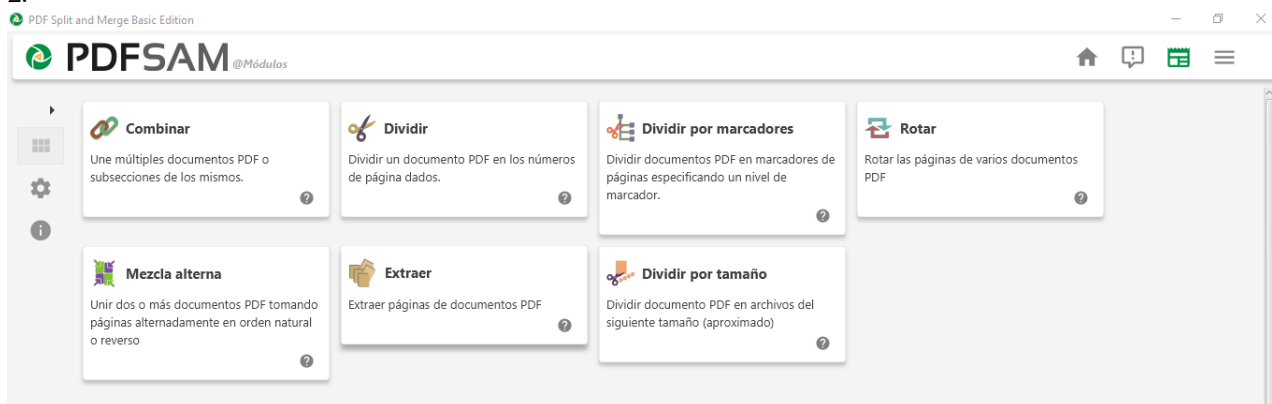 2.
PDF Split and Merge Basic Edition
PDFSAM @Módulos
Combinar
Une múltiples documentos PDF o
subsecciones de los mismos.
Dividir
Dividir un documento PDF en los números
de página dados.
Dividir por marcadores
Dividir documentos PDF en marcadores de
páginas especificando un nivel de
marcador.
Rotar
Rotar las páginas de varios documentos
PDF
Mezcla alterna
Unir dos o más documentos PDF tomando
páginas alternadamente en orden natural
o reverso
Extraer
Extraer páginas de documentos PDF
Dividir por tamaño
Dividir documento PDF en archivos del
siguiente tamaño (aproximado)